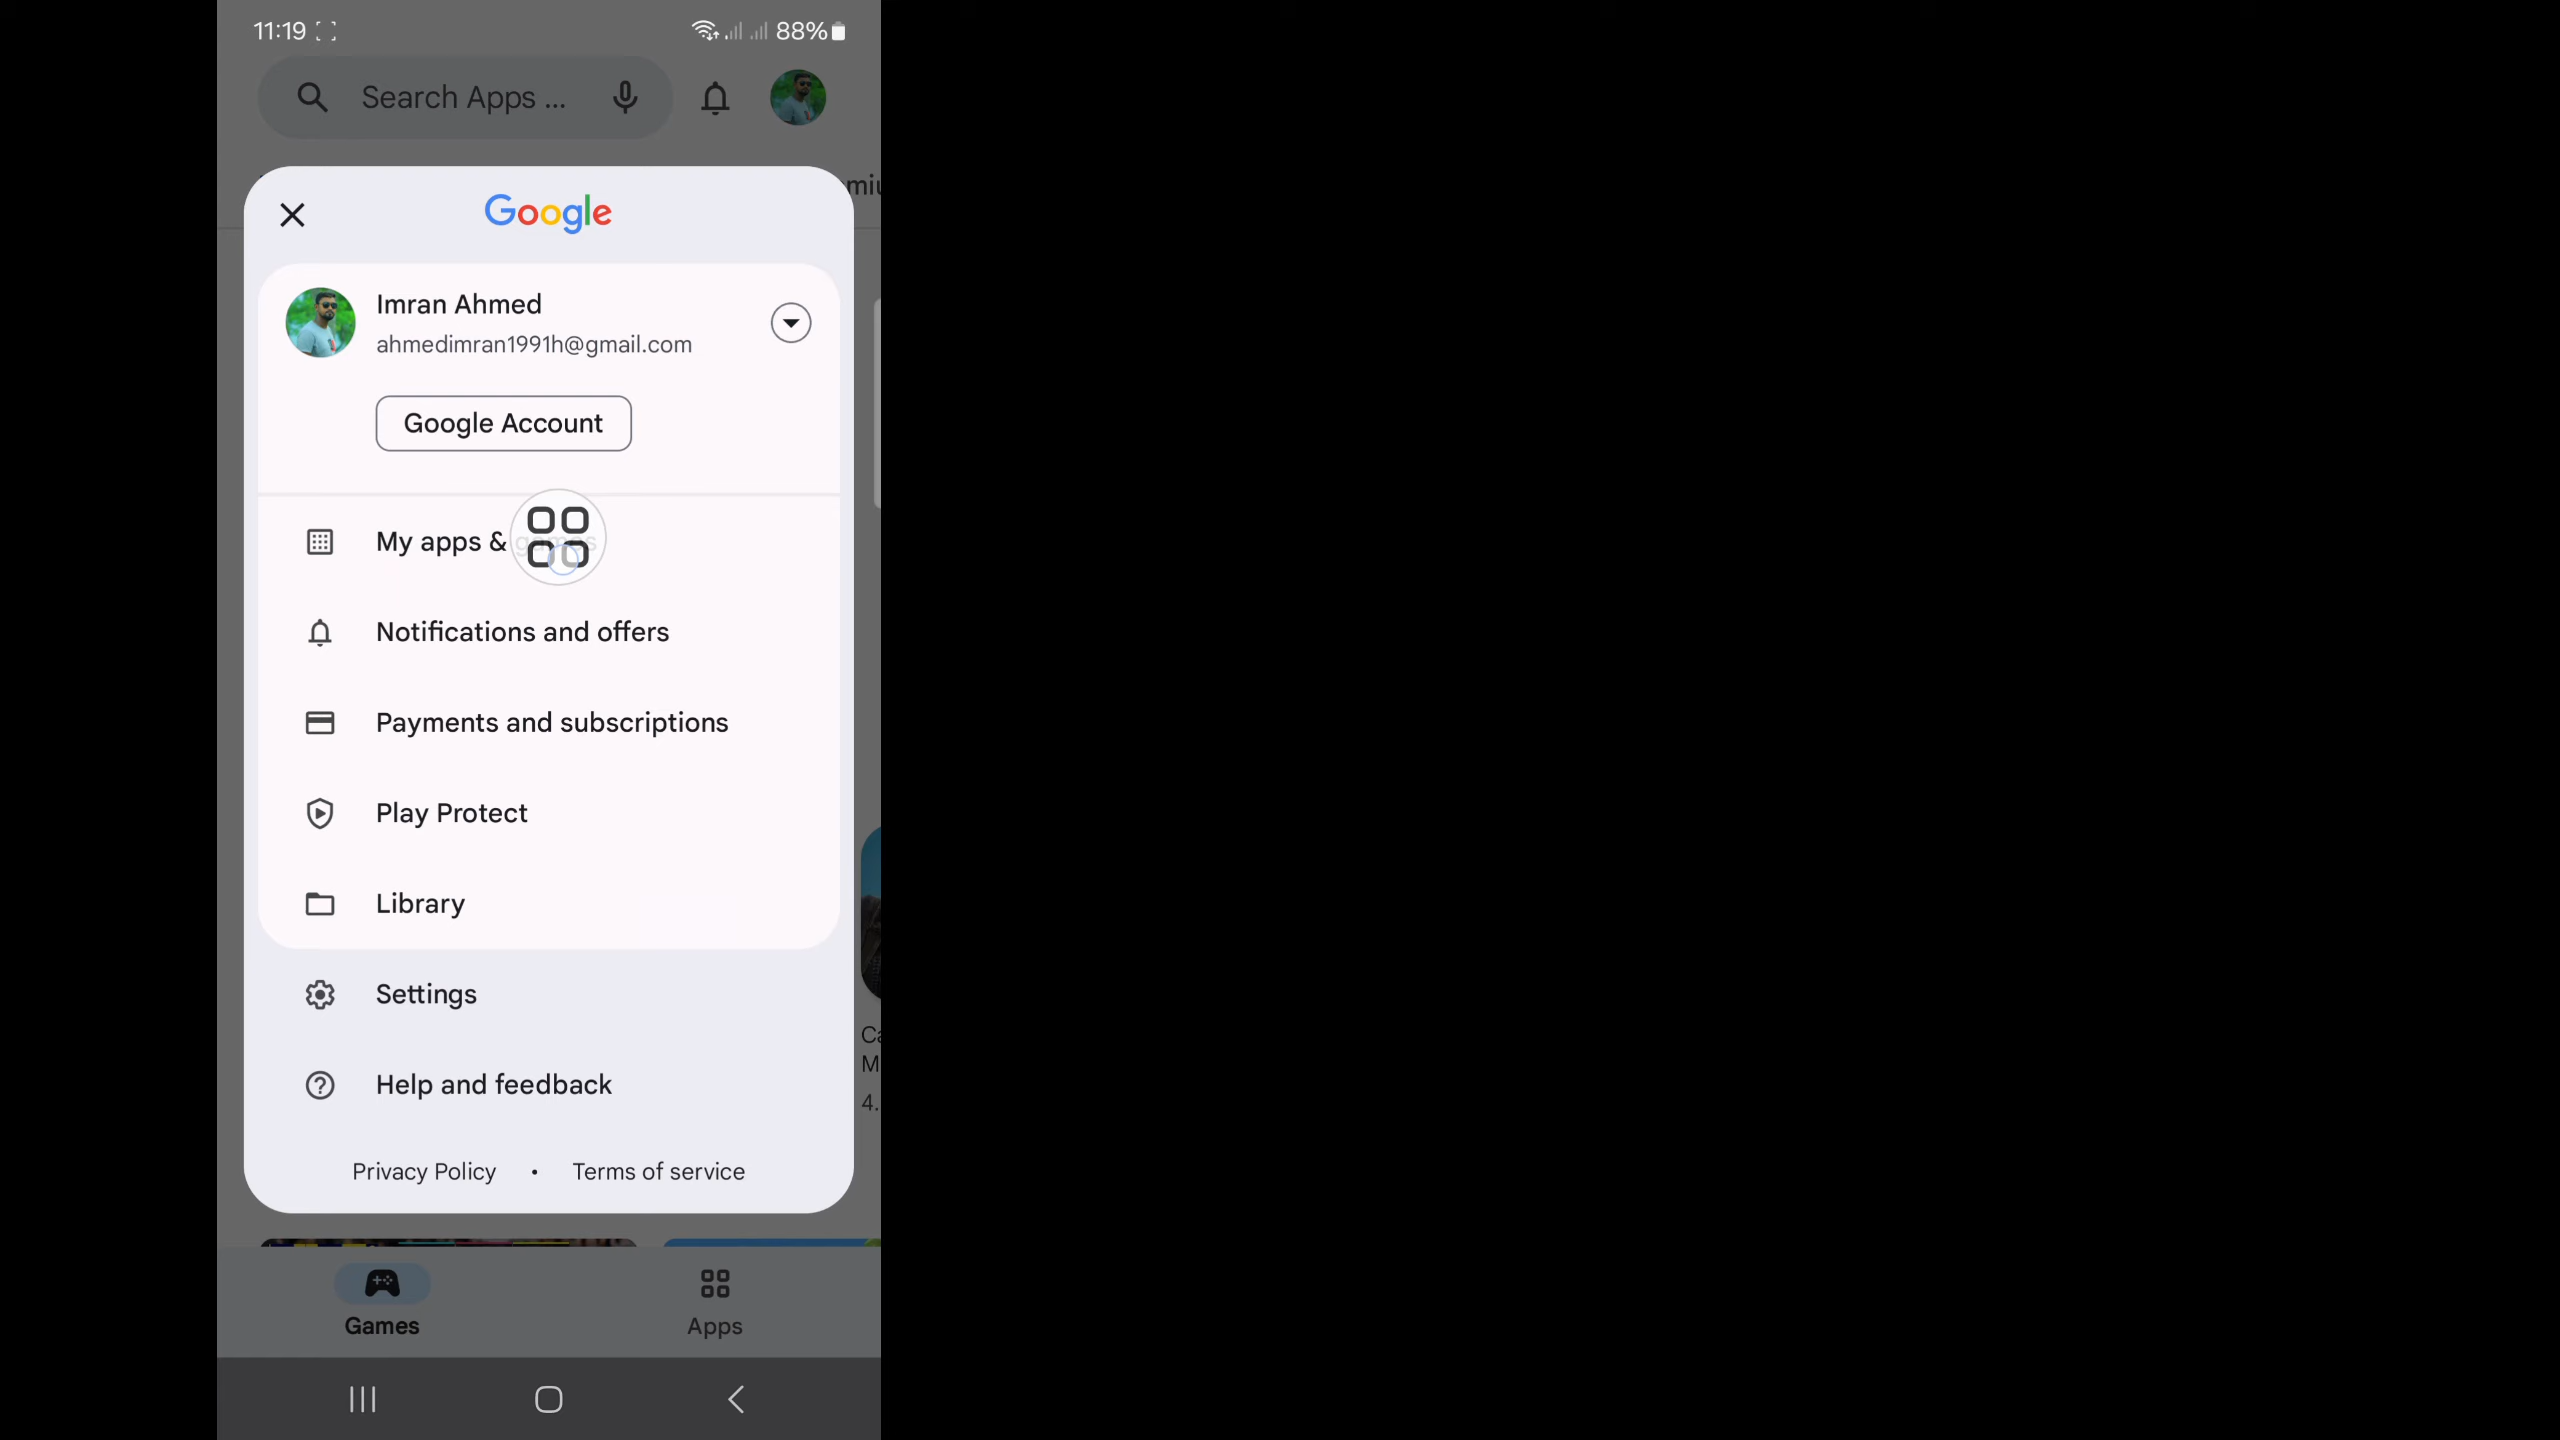 11:19
88%
Search Apps ...
Google
Imran Ahmed
ahmedimran1991h@gmail.com
Google Account
My apps & games
Notifications and offers
Payments and subscriptions
Play Protect
Library
Settings
Help and feedback
Privacy Policy • Terms of service
Games
Apps